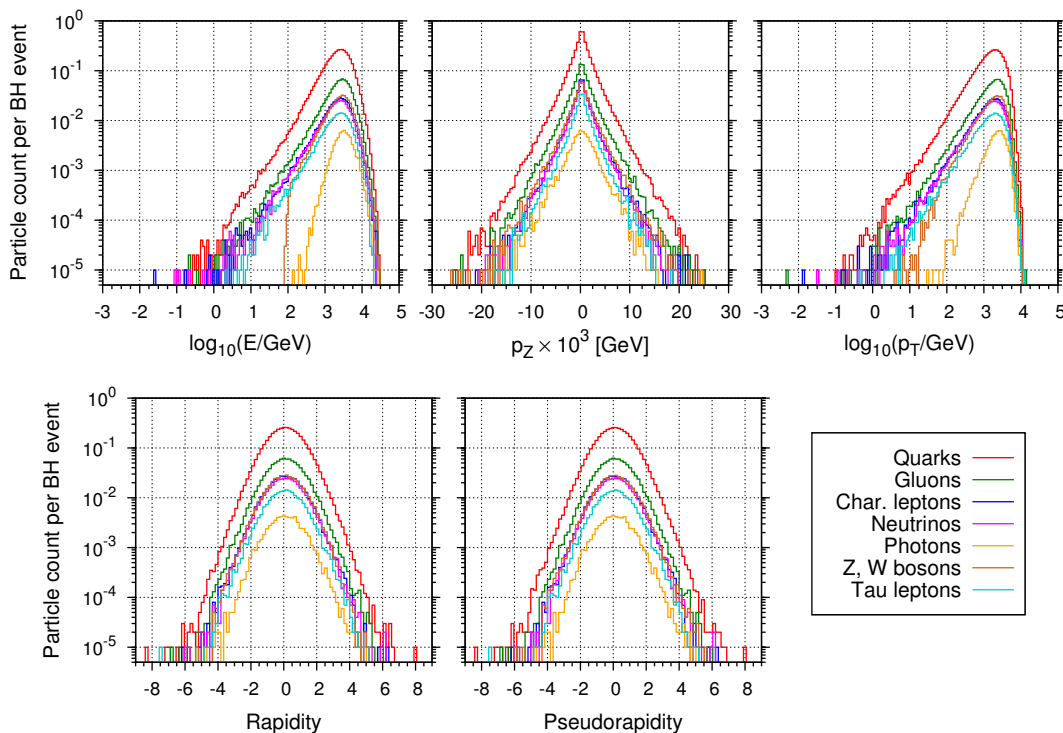 Particle count per BH event
10^0
10^-1
10^-2
10^-3
10^-4
10^-5
-3 -2 -1 0 1 2 3 4 5
log10(E/GeV)
-30 -20 -10 0 10 20 30
pZ × 10^3 [GeV]
-3 -2 -1 0 1 2 3 4 5
log10(pT/GeV)
Particle count per BH event
10^0
10^-1
10^-2
10^-3
10^-4
10^-5
-8 -6 -4 -2 0 2 4 6 8
Rapidity
-8 -6 -4 -2 0 2 4 6 8
Pseudorapidity
Quarks
Gluons
Char. leptons
Neutrinos
Photons
Z, W bosons
Tau leptons